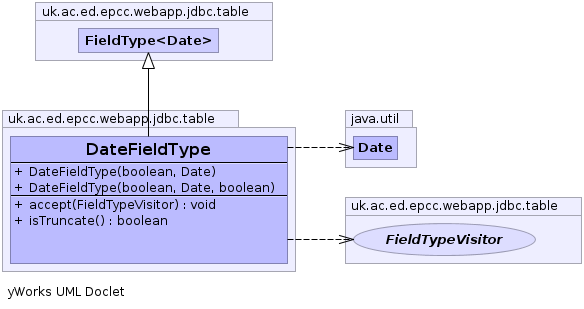 uk.ac.ed.epcc.webapp.jdbc.table
FieldType<Date>
uk.ac.ed.epcc.webapp.jdbc.table
DateFieldType
+ DateFieldType(boolean, Date)
+ DateFieldType(boolean, Date, boolean)
+ accept(FieldTypeVisitor) : void
+ isTruncate() : boolean
java.util
Date
uk.ac.ed.epcc.webapp.jdbc.table
FieldTypeVisitor
yWorks UML Doclet